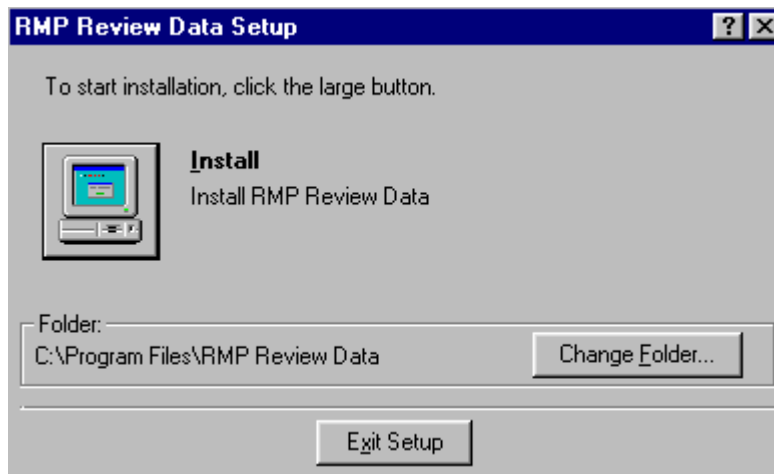 RMP Review Data Setup
To start installation, click the large button.
Install
Install RMP Review Data
Folder:
C:\Program Files\RMP Review Data
Change Folder...
Exit Setup